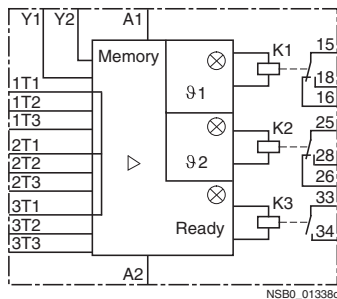 Y1 Y2 A1
Memory
K1 15
18
16
ϑ1
1T1
1T2
1T3
K2 25
28
26
ϑ2
2T1
2T2
2T3
K3 33
34
Ready
3T1
3T2
3T3
A2
NSB0_01338c